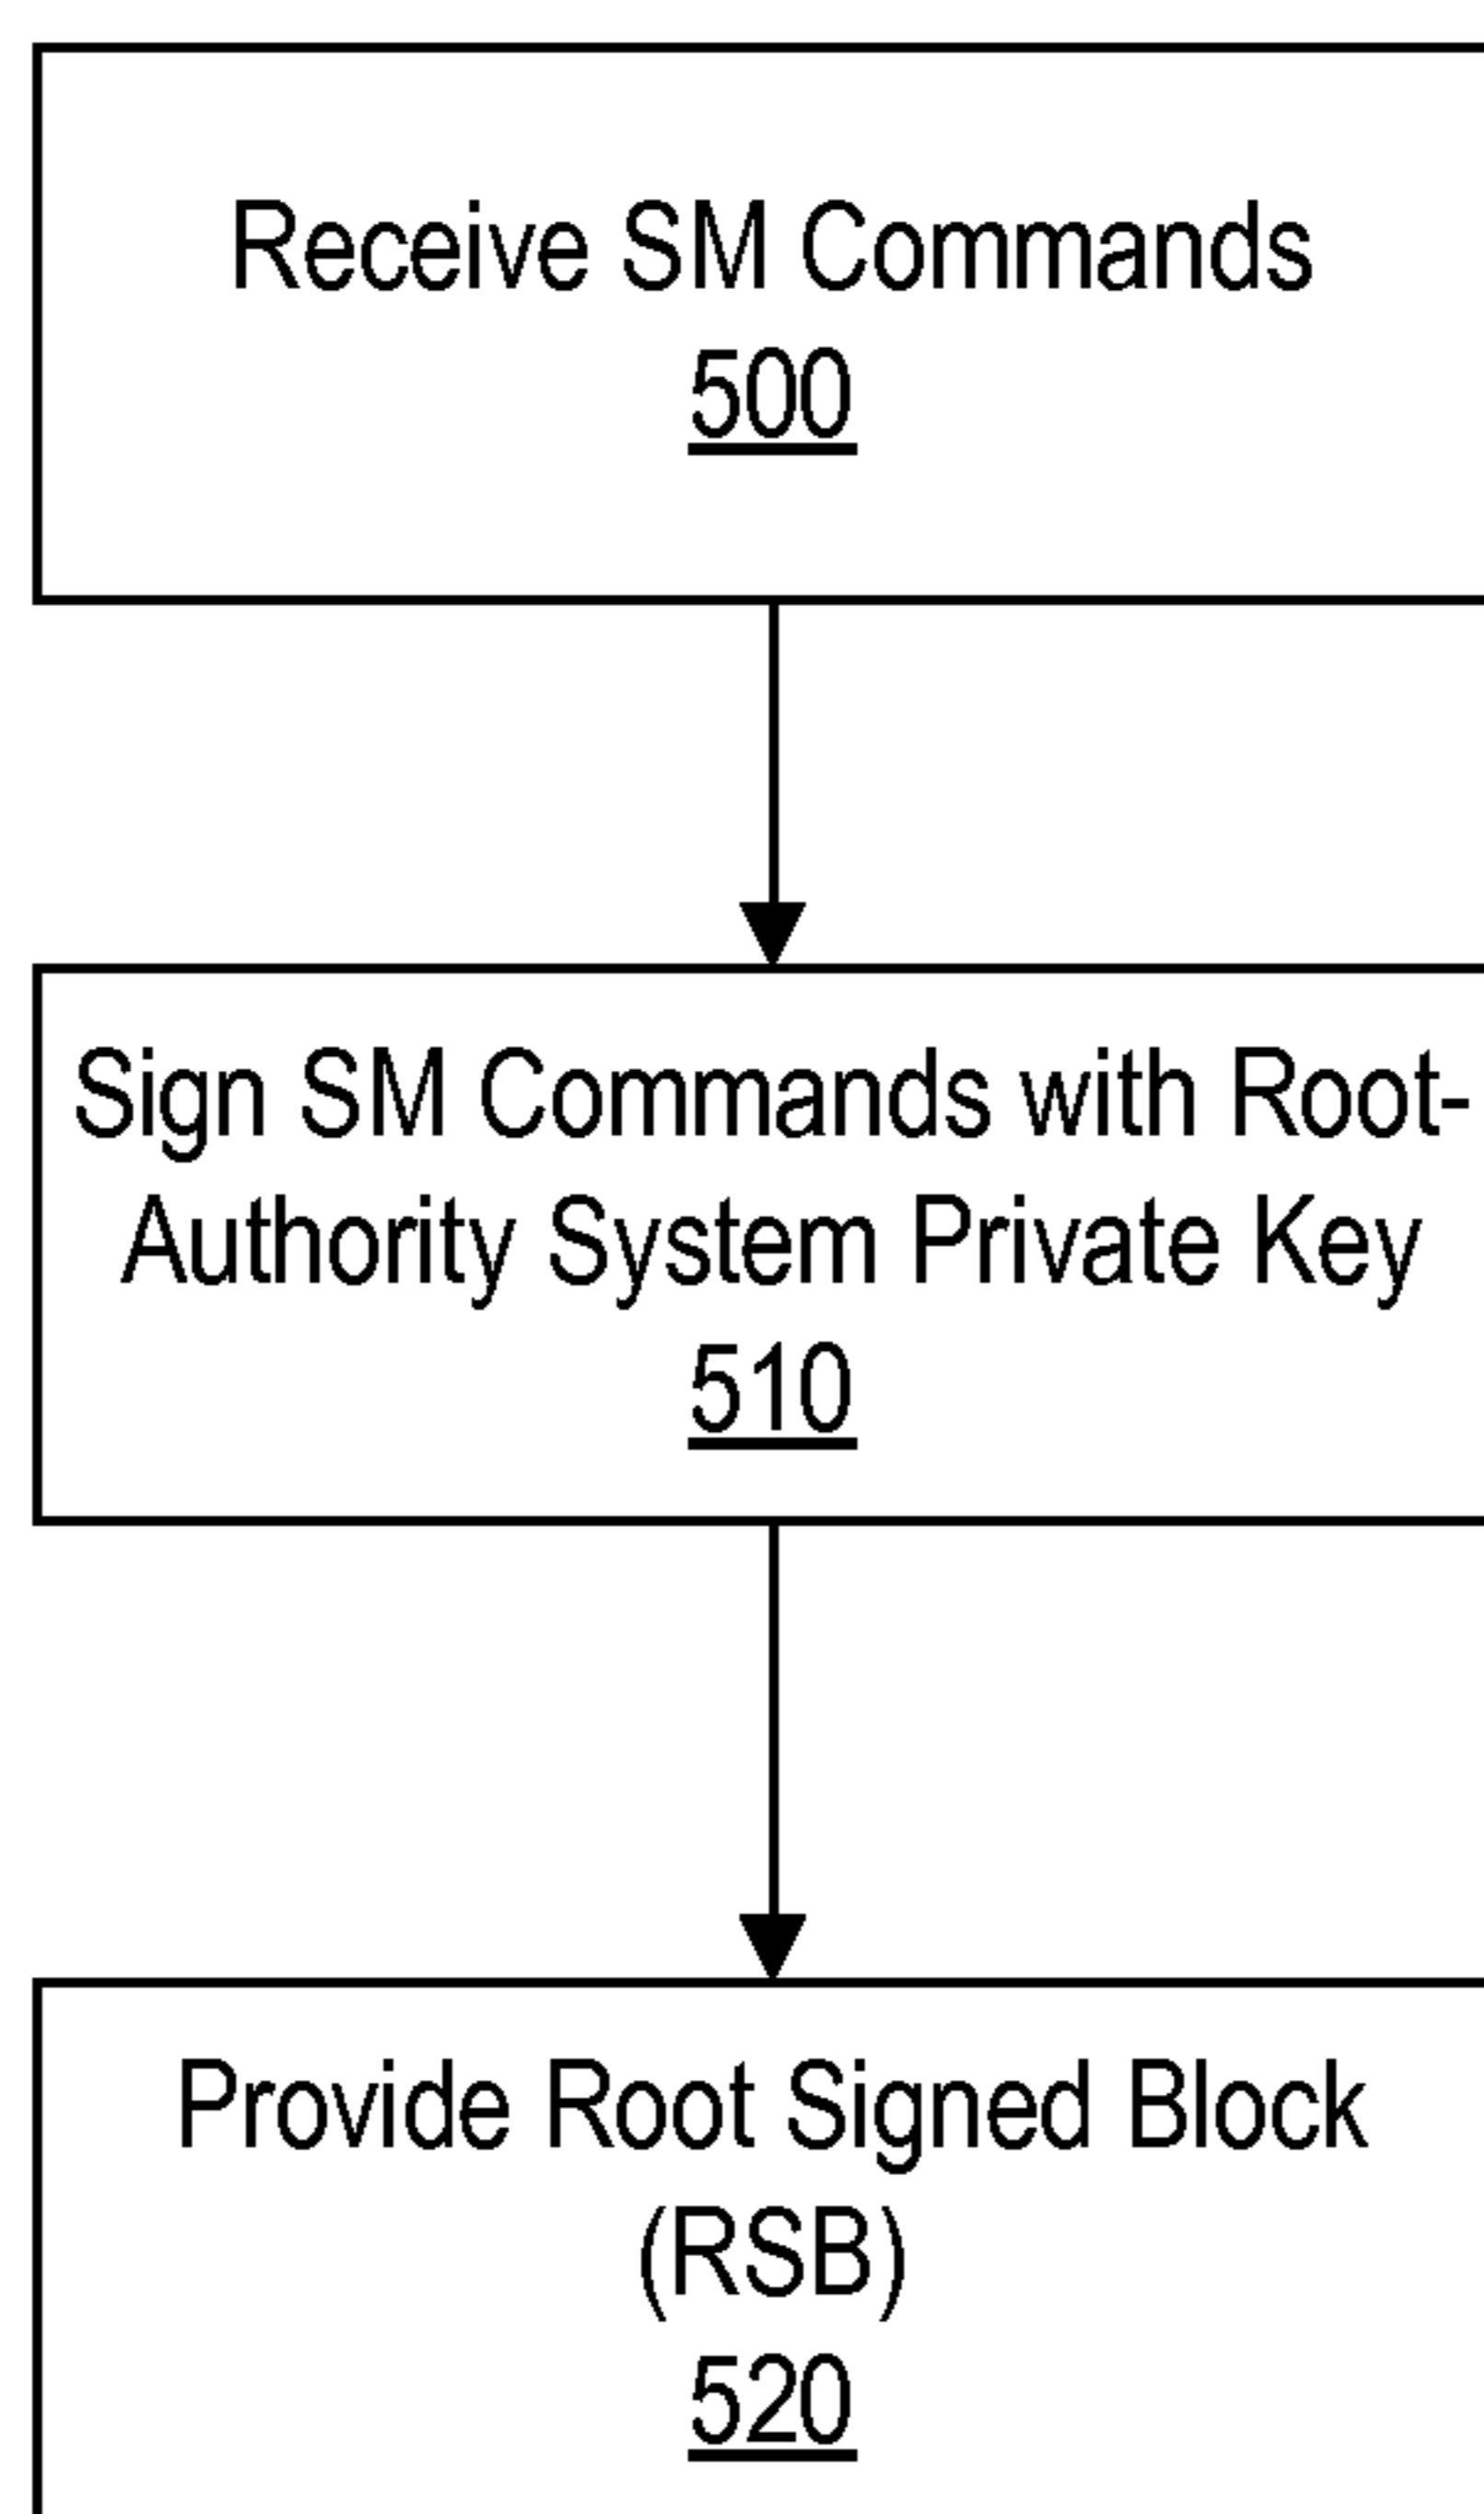 Receive SM Commands
500
Sign SM Commands with Root-
Authority System Private Key
510
Provide Root Signed Block
(RSB)
520